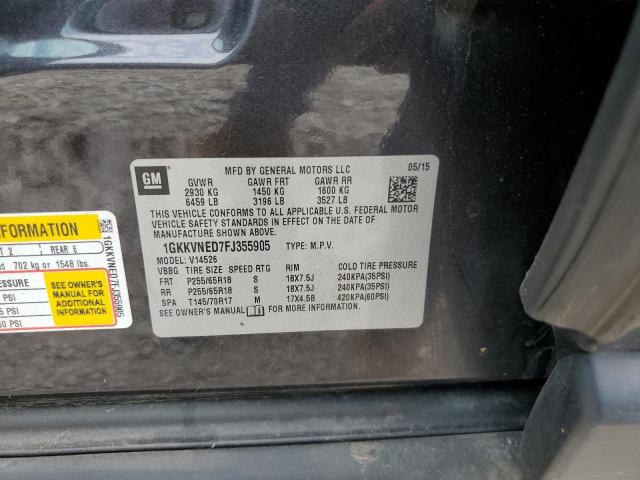 GM
MFD BY GENERAL MOTORS LLC 05/15
GVWR GAWR FRT GAWR RR
2930 KG 1450 KG 1600 KG
6459 LB 3196 LB 3527 LB
THIS VEHICLE CONFORMS TO ALL APPLICABLE U.S. FEDERAL MOTOR
VEHICLE SAFETY STANDARDS IN EFFECT ON THE DATE OF
MANUFACTURE SHOWN ABOVE.
1GKKVNED7FJ355905 TYPE: M.P.V.
MODEL: V14526
VBBG TIRE SIZE SPEED RTG RIM COLD TIRE PRESSURE
FRT P255/65R18 S 18X7.5J 240KPA(35PSI)
RR P255/65R18 S 18X7.5J 240KPA(35PSI)
SPA T145/70R17 M 17X4.5B 420KPA(60PSI)
SEE OWNER'S MANUAL FOR MORE INFORMATION.
FORMATION
T 2 REAR 6
702 kg or 1548 lbs.
SEE OWNER'S
MANUAL FOR
ADDITIONAL
INFORMATION
PSI
PSI
PSI
1GKKVNED7FJ355905